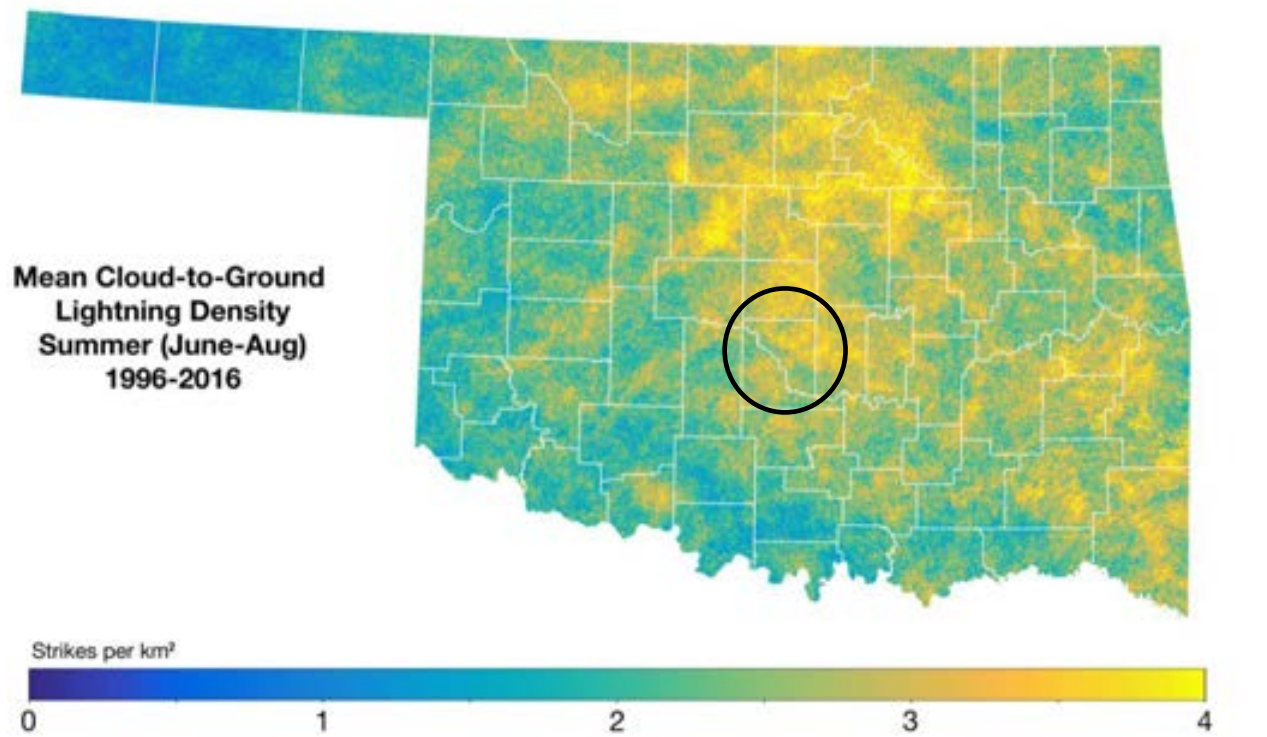 Mean Cloud-to-Ground
Lightning Density
Summer (June-Aug)
1996-2016
Strikes per km²
0 1 2 3 4